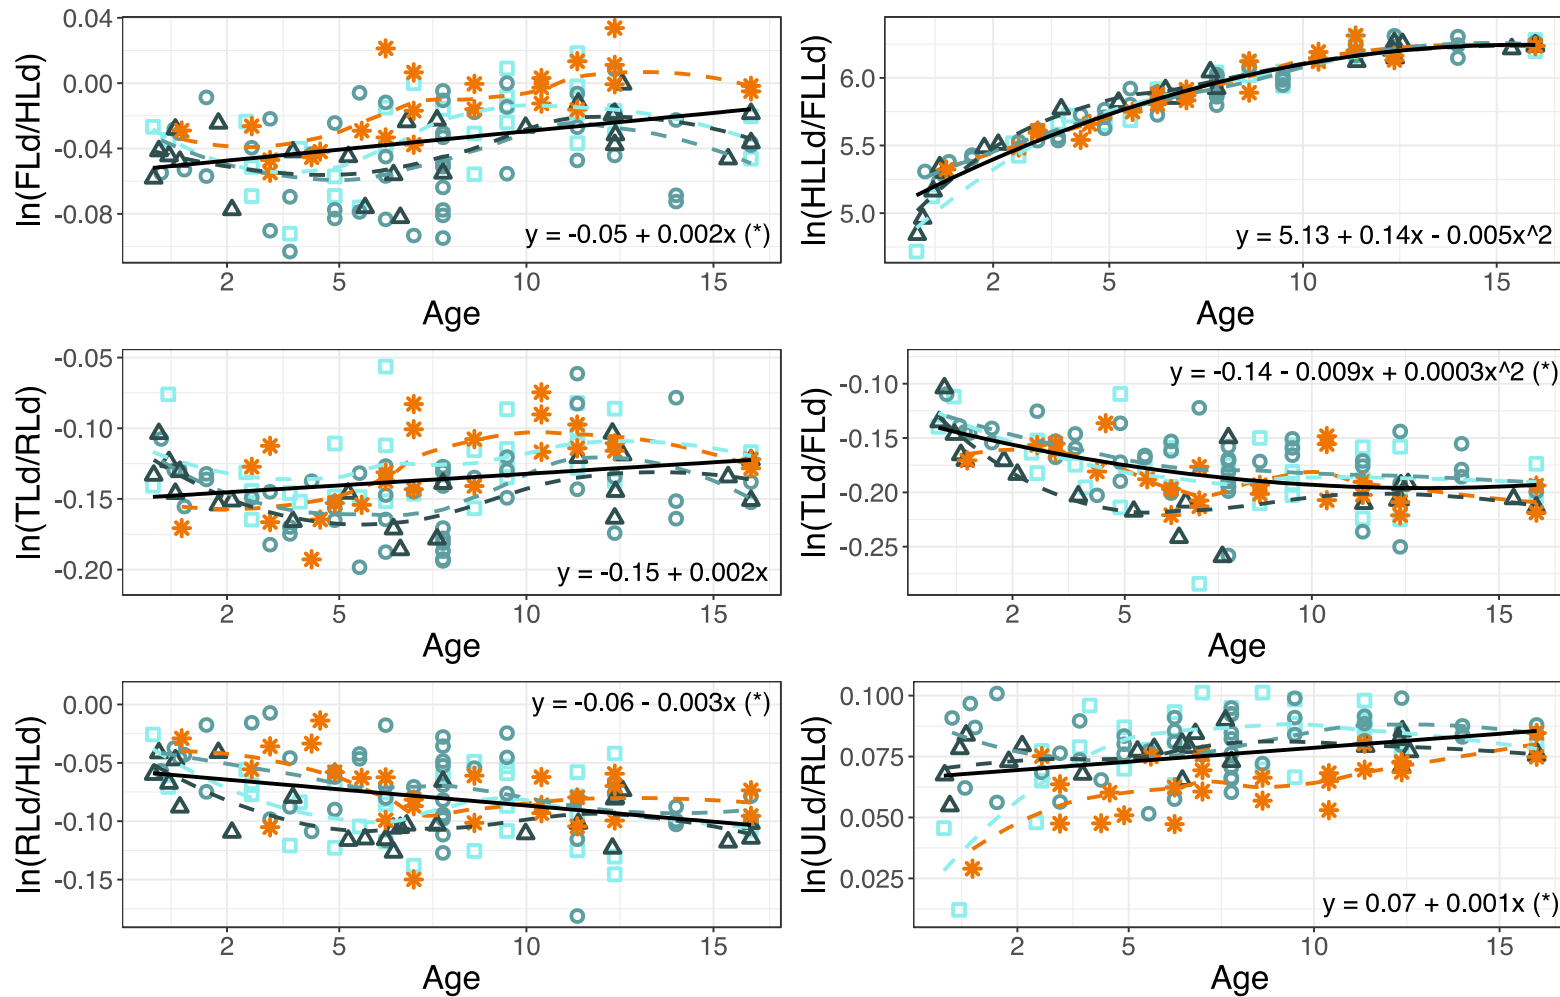 ln(FLd/HLd)
0.04
0.00
-0.04
-0.08
y = -0.05 + 0.002x (*)
2 5 10 15
Age
ln(HLLd/FLLd)
6.0
5.5
5.0
y = 5.13 + 0.14x - 0.005x^2
2 5 10 15
Age
ln(TLd/RLd)
-0.05
-0.10
-0.15
-0.20
y = -0.15 + 0.002x
2 5 10 15
Age
ln(TLd/FLd)
y = -0.14 - 0.009x + 0.0003x^2 (*)
-0.10
-0.15
-0.20
-0.25
2 5 10 15
Age
ln(RLd/HLd)
y = -0.06 - 0.003x (*)
0.00
-0.05
-0.10
-0.15
2 5 10 15
Age
ln(ULd/RLd)
0.100
0.075
0.050
0.025
y = 0.07 + 0.001x (*)
2 5 10 15
Age